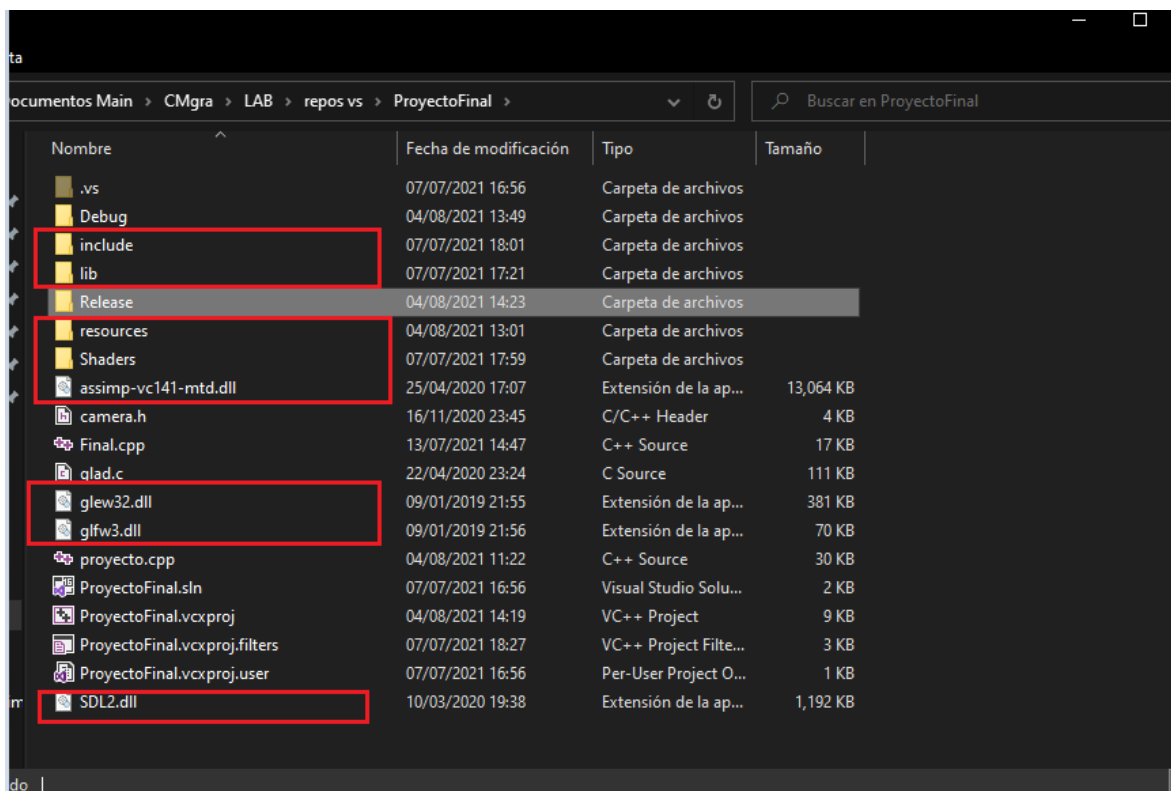 ta
ocumentos Main > CMgra > LAB > repos vs > ProyectoFinal > Buscar en ProyectoFinal
Nombre Fecha de modificación Tipo Tamaño
.vs 07/07/2021 16:56 Carpeta de archivos
Debug 04/08/2021 13:49 Carpeta de archivos
include 07/07/2021 18:01 Carpeta de archivos
lib 07/07/2021 17:21 Carpeta de archivos
Release 04/08/2021 14:23 Carpeta de archivos
resources 04/08/2021 13:01 Carpeta de archivos
Shaders 07/07/2021 17:59 Carpeta de archivos
assimp-vc141-mtd.dll 25/04/2020 17:07 Extensión de la ap... 13,064 KB
camera.h 16/11/2020 23:45 C/C++ Header 4 KB
Final.cpp 13/07/2021 14:47 C++ Source 17 KB
glad.c 22/04/2020 23:24 C Source 111 KB
glew32.dll 09/01/2019 21:55 Extensión de la ap... 381 KB
glfw3.dll 09/01/2019 21:56 Extensión de la ap... 70 KB
proyecto.cpp 04/08/2021 11:22 C++ Source 30 KB
ProyectoFinal.sln 07/07/2021 16:56 Visual Studio Solu... 2 KB
ProyectoFinal.vcxproj 04/08/2021 14:19 VC++ Project 9 KB
ProyectoFinal.vcxproj.filters 07/07/2021 18:27 VC++ Project Filte... 3 KB
ProyectoFinal.vcxproj.user 07/07/2021 16:56 Per-User Project O... 1 KB
SDL2.dll 10/03/2020 19:38 Extensión de la ap... 1,192 KB
do